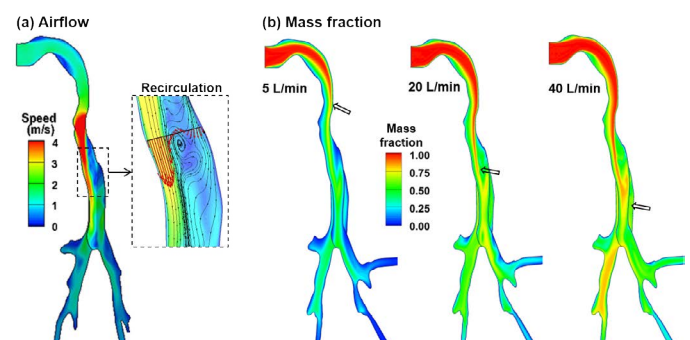 (a) Airflow
Speed
(m/s)
4
3
2
1
0
Recirculation
(b) Mass fraction
5 L/min
20 L/min
40 L/min
Mass
fraction
1.00
0.75
0.50
0.25
0.00